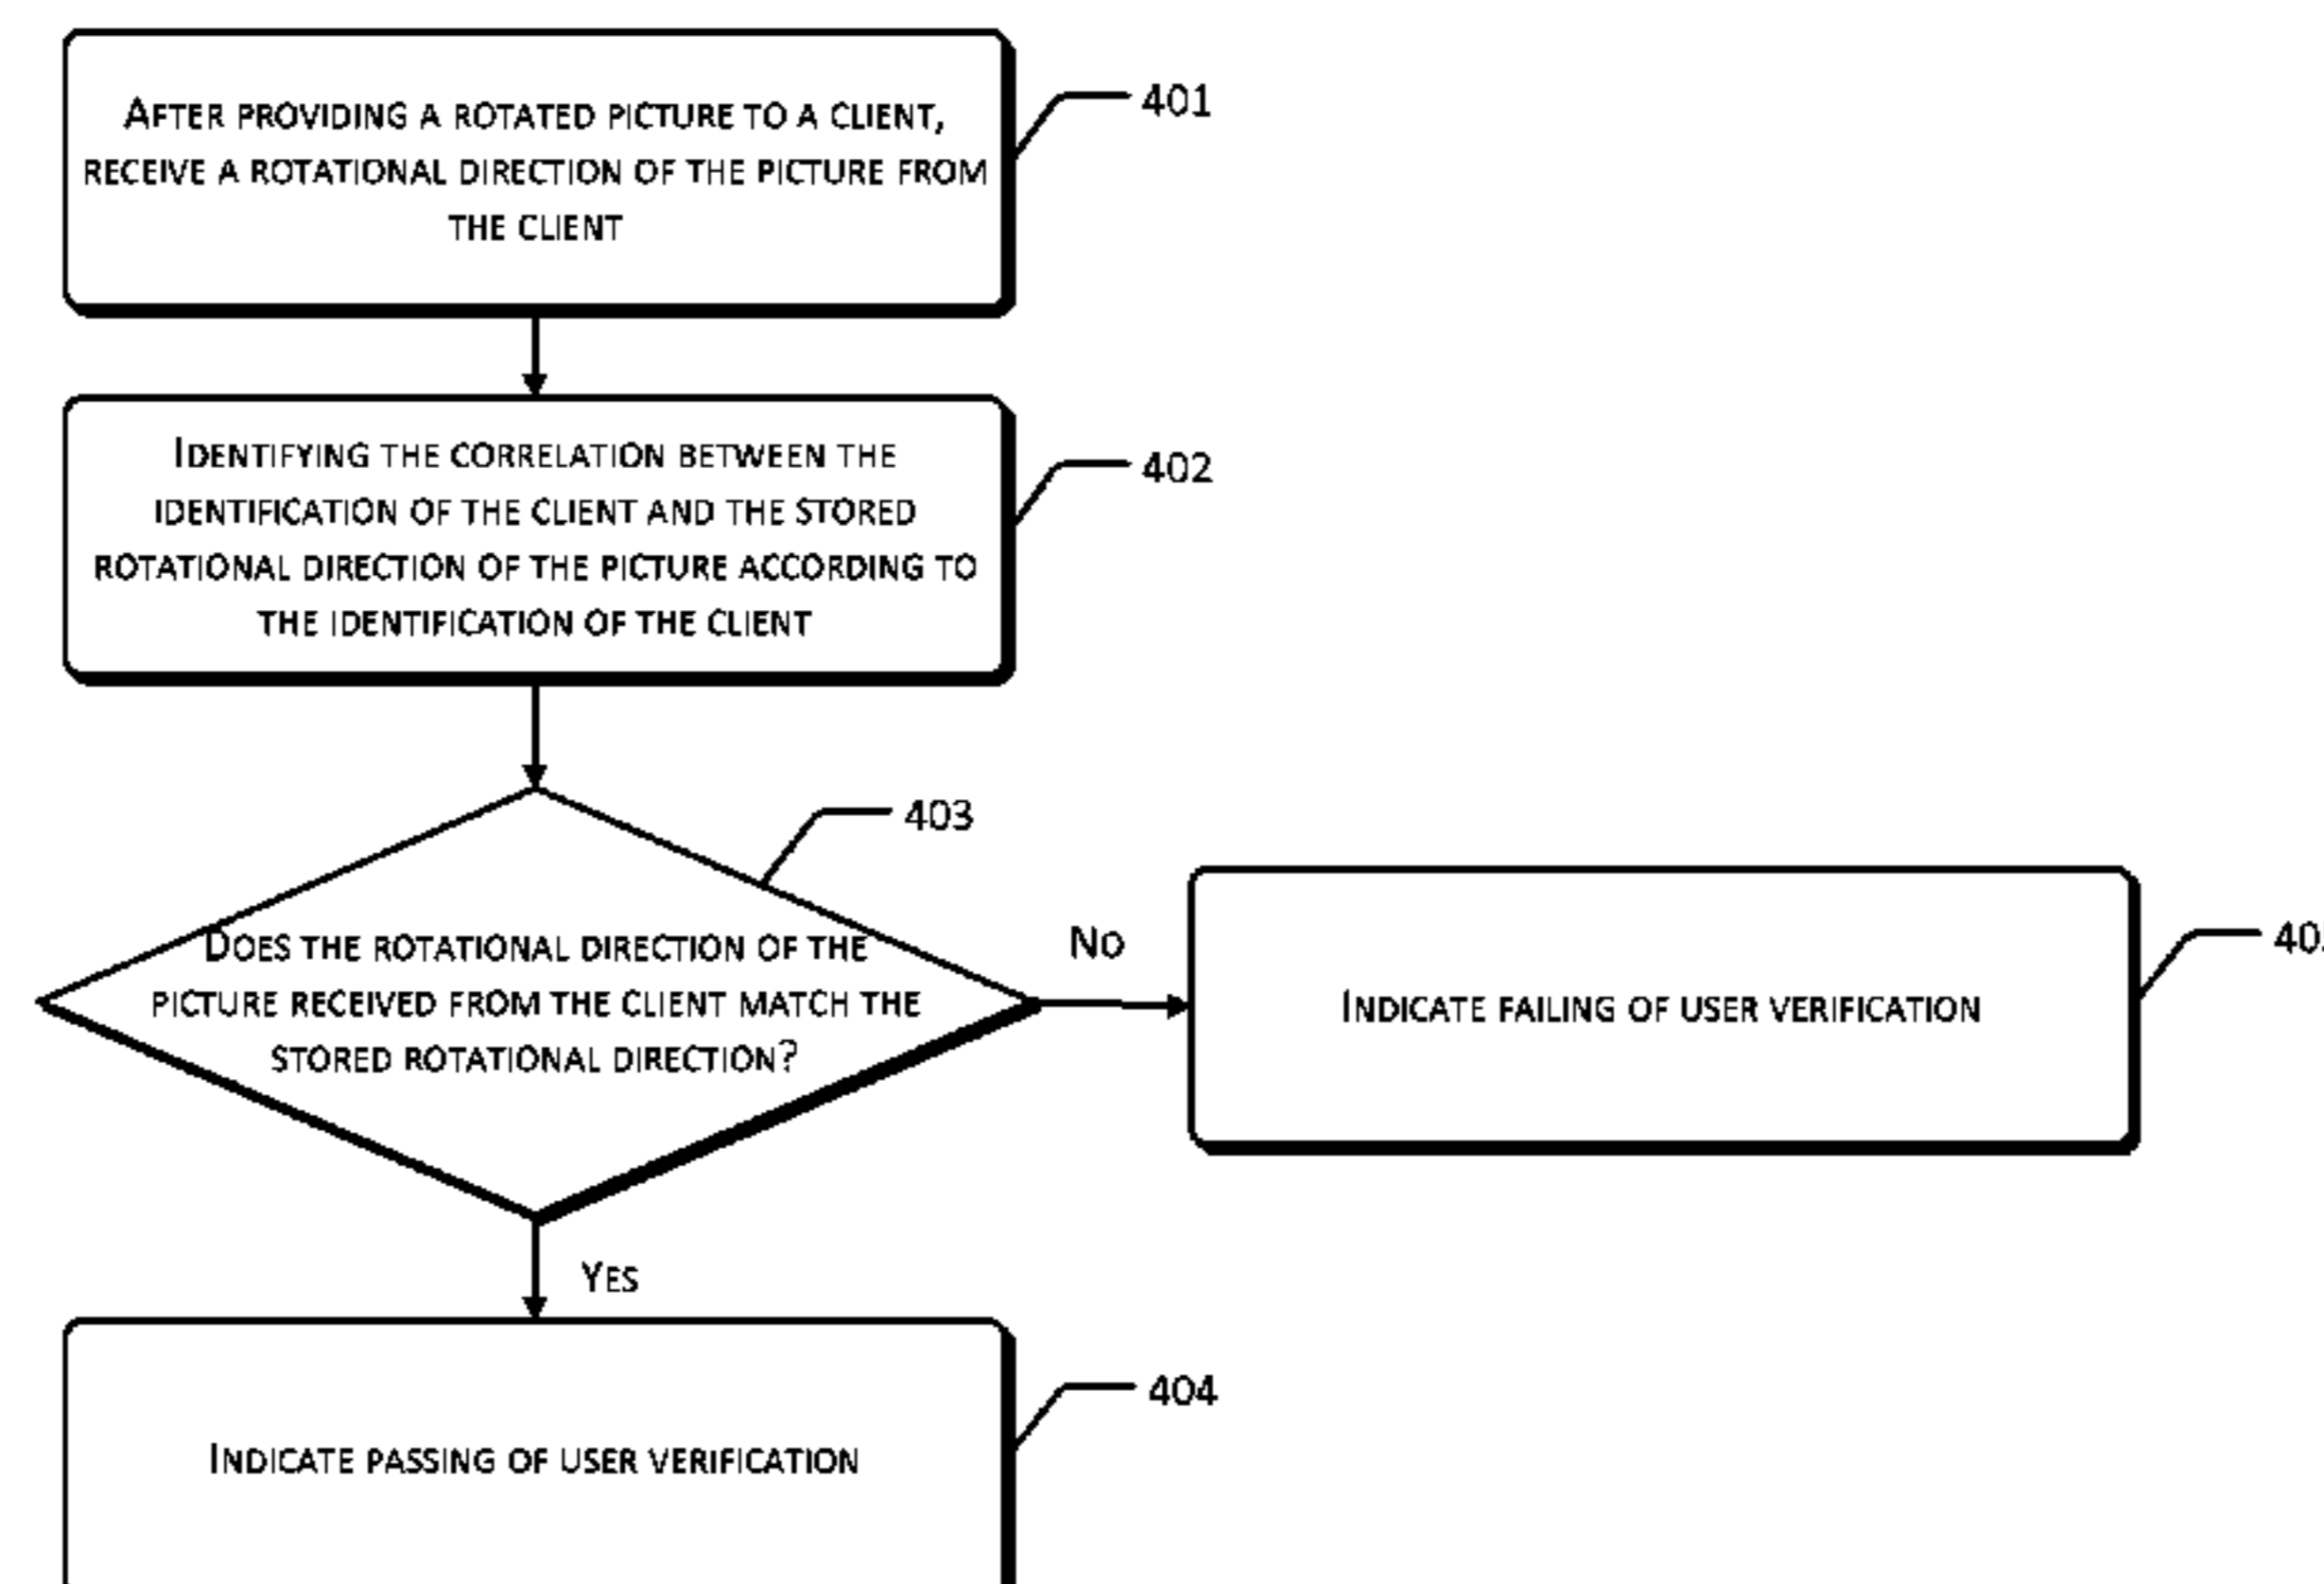 After providing a rotated picture to a client,
receive a rotational direction of the picture from
the client
401
Identifying the correlation between the
identification of the client and the stored
rotational direction of the picture according to
the identification of the client
402
403
Does the rotational direction of the
picture received from the client match the
stored rotational direction?
No
Indicate failing of user verification
Yes
404
Indicate passing of user verification